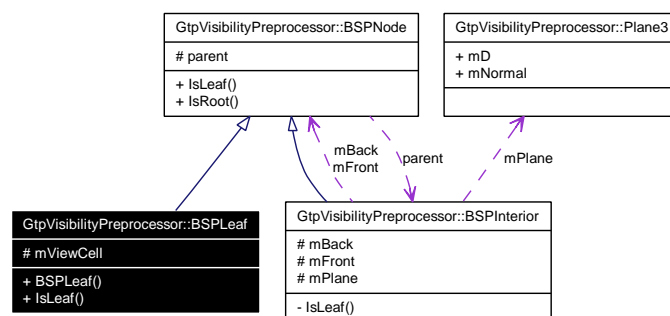 GtpVisibilityPreprocessor::BSPNode
# parent
+ IsLeaf()
+ IsRoot()
GtpVisibilityPreprocessor::Plane3
+ mD
+ mNormal
mBack
mFront
parent
mPlane
GtpVisibilityPreprocessor::BSPLeaf
# mViewCell
+ BSPLeaf()
+ IsLeaf()
GtpVisibilityPreprocessor::BSPInterior
# mBack
# mFront
# mPlane
- IsLeaf()